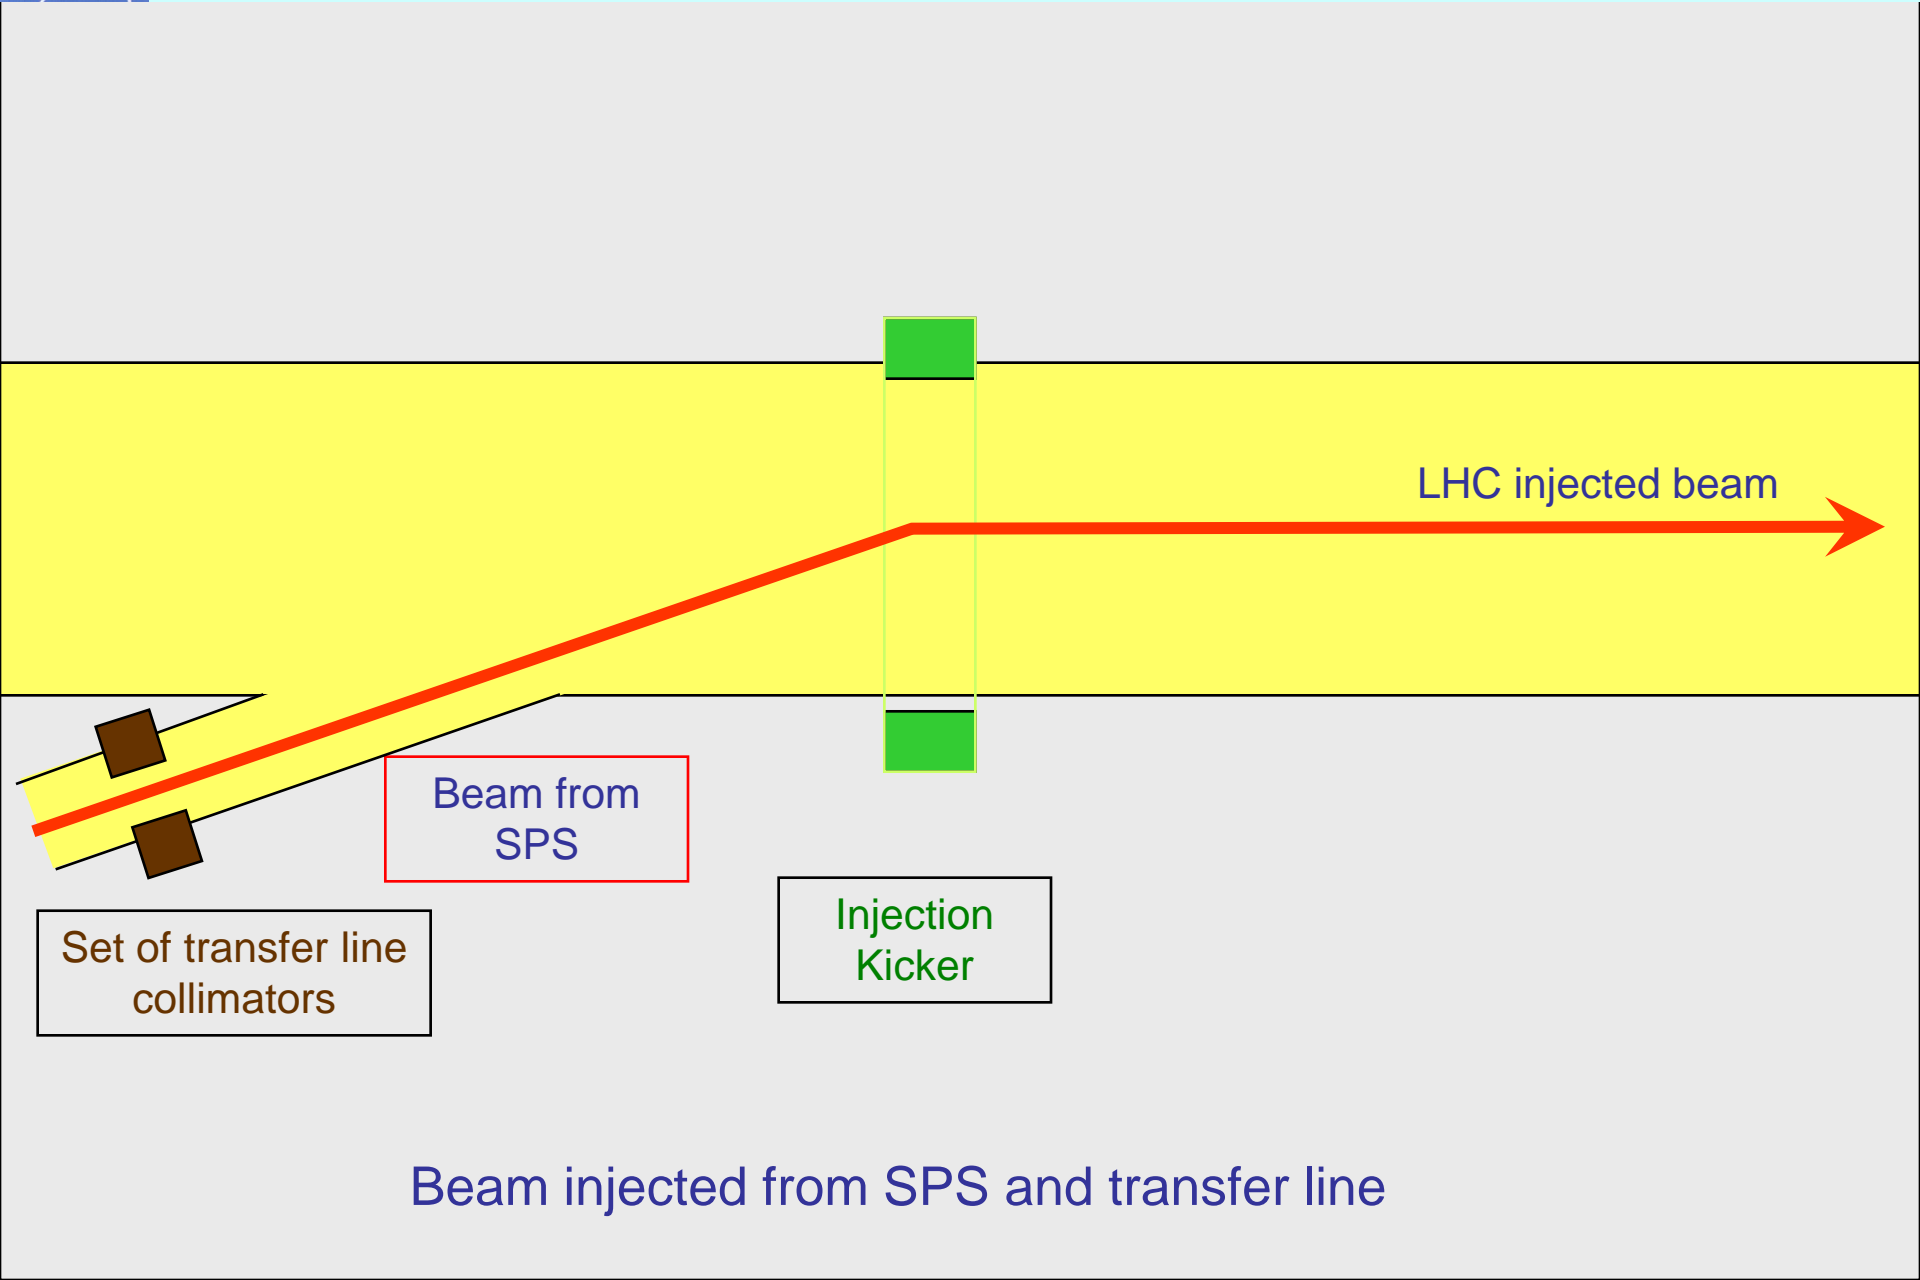 LHC injected beam
Beam from
SPS
Injection
Kicker
Set of transfer line
collimators
Beam injected from SPS and transfer line